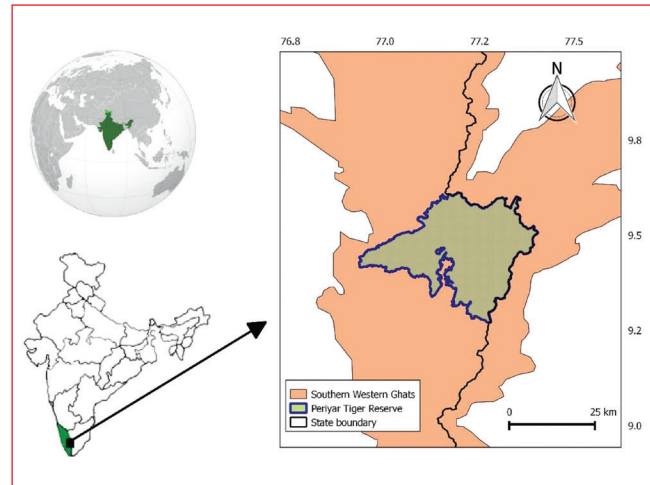 76.8 77.0 77.2 77.5
N
9.8
9.5
9.2
9.0
Southern Western Ghats
Periyar Tiger Reserve
State boundary
0 25 km